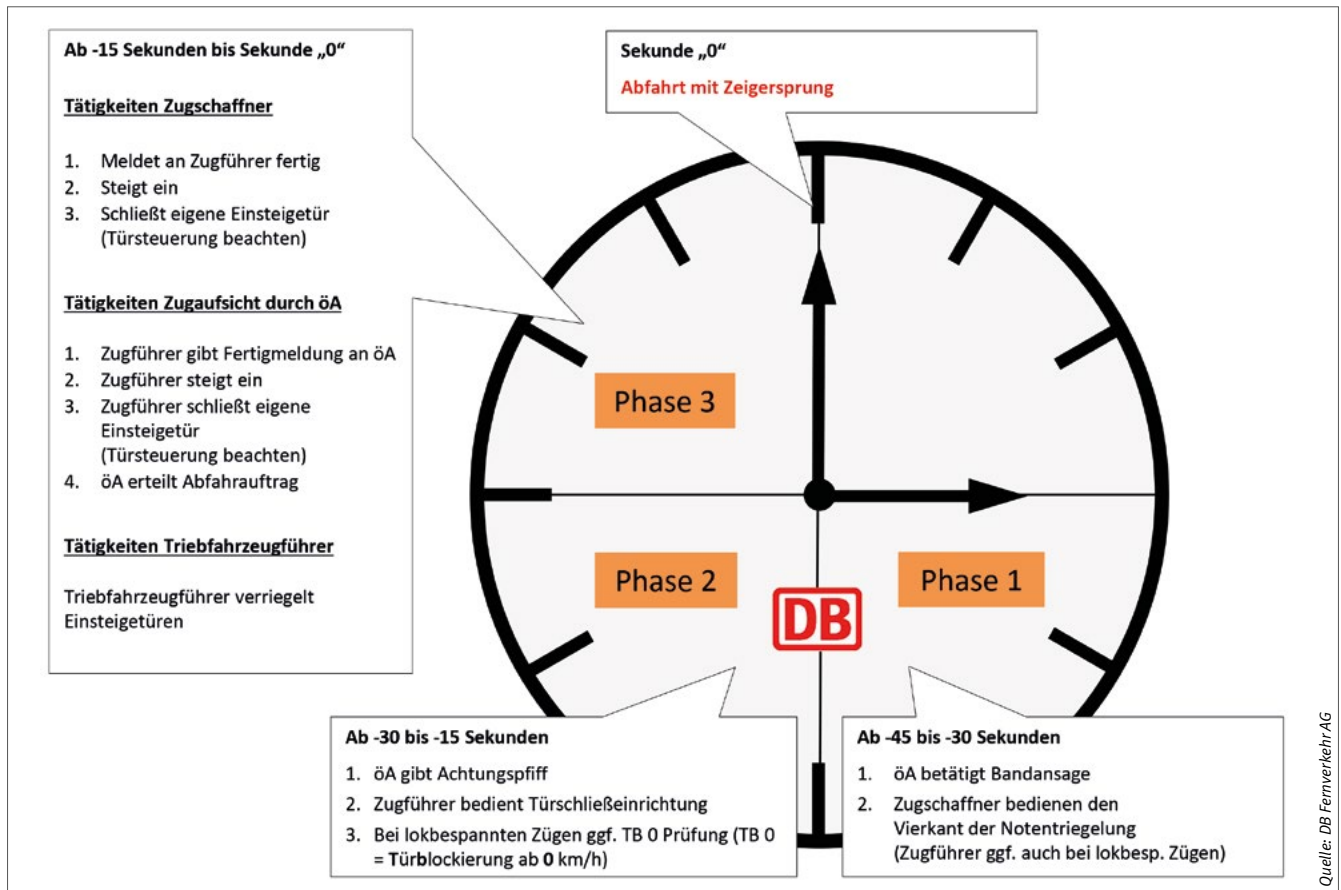 Ab -15 Sekunden bis Sekunde „0“
Tätigkeiten Zugschaffner
1. Meldet an Zugführer fertig
2. Steigt ein
3. Schließt eigene Einsteigetür
(Türsteuerung beachten)
Tätigkeiten Zugaufsicht durch öA
1. Zugführer gibt Fertigmeldung an öA
2. Zugführer steigt ein
3. Zugführer schließt eigene
Einsteigetür
(Türsteuerung beachten)
4. öA erteilt Abfahrauftrag
Tätigkeiten Triebfahrzeugführer
Triebfahrzeugführer verriegelt
Einsteigetüren
Sekunde „0“
Abfahrt mit Zeigersprung
Phase 3
Phase 2
Phase 1
DB
Ab -30 bis -15 Sekunden
1. öA gibt Achtungspfiff
2. Zugführer bedient Türschließeinrichtung
3. Bei lokbespannten Zügen ggf. TB 0 Prüfung (TB 0
= Türblockierung ab 0 km/h)
Ab -45 bis -30 Sekunden
1. öA betätigt Bandansage
2. Zugschaffner bedienen den
Vierkant der Notentriegelung
(Zugführer ggf. auch bei lokbesp. Zügen)
Quelle: DB Fernverkehr AG